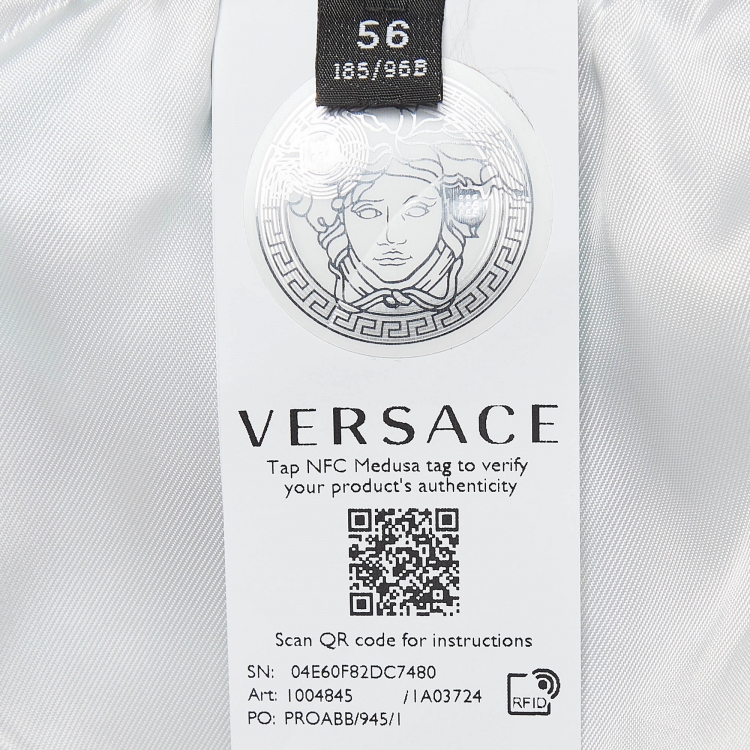 56
185/96B
VERSACE
Tap NFC Medusa tag to verify
your product's authenticity
Scan QR code for instructions
SN: 04E60F82DC7480
Art: 1004845 /1A03724
PO: PROABB/945/1
RFID